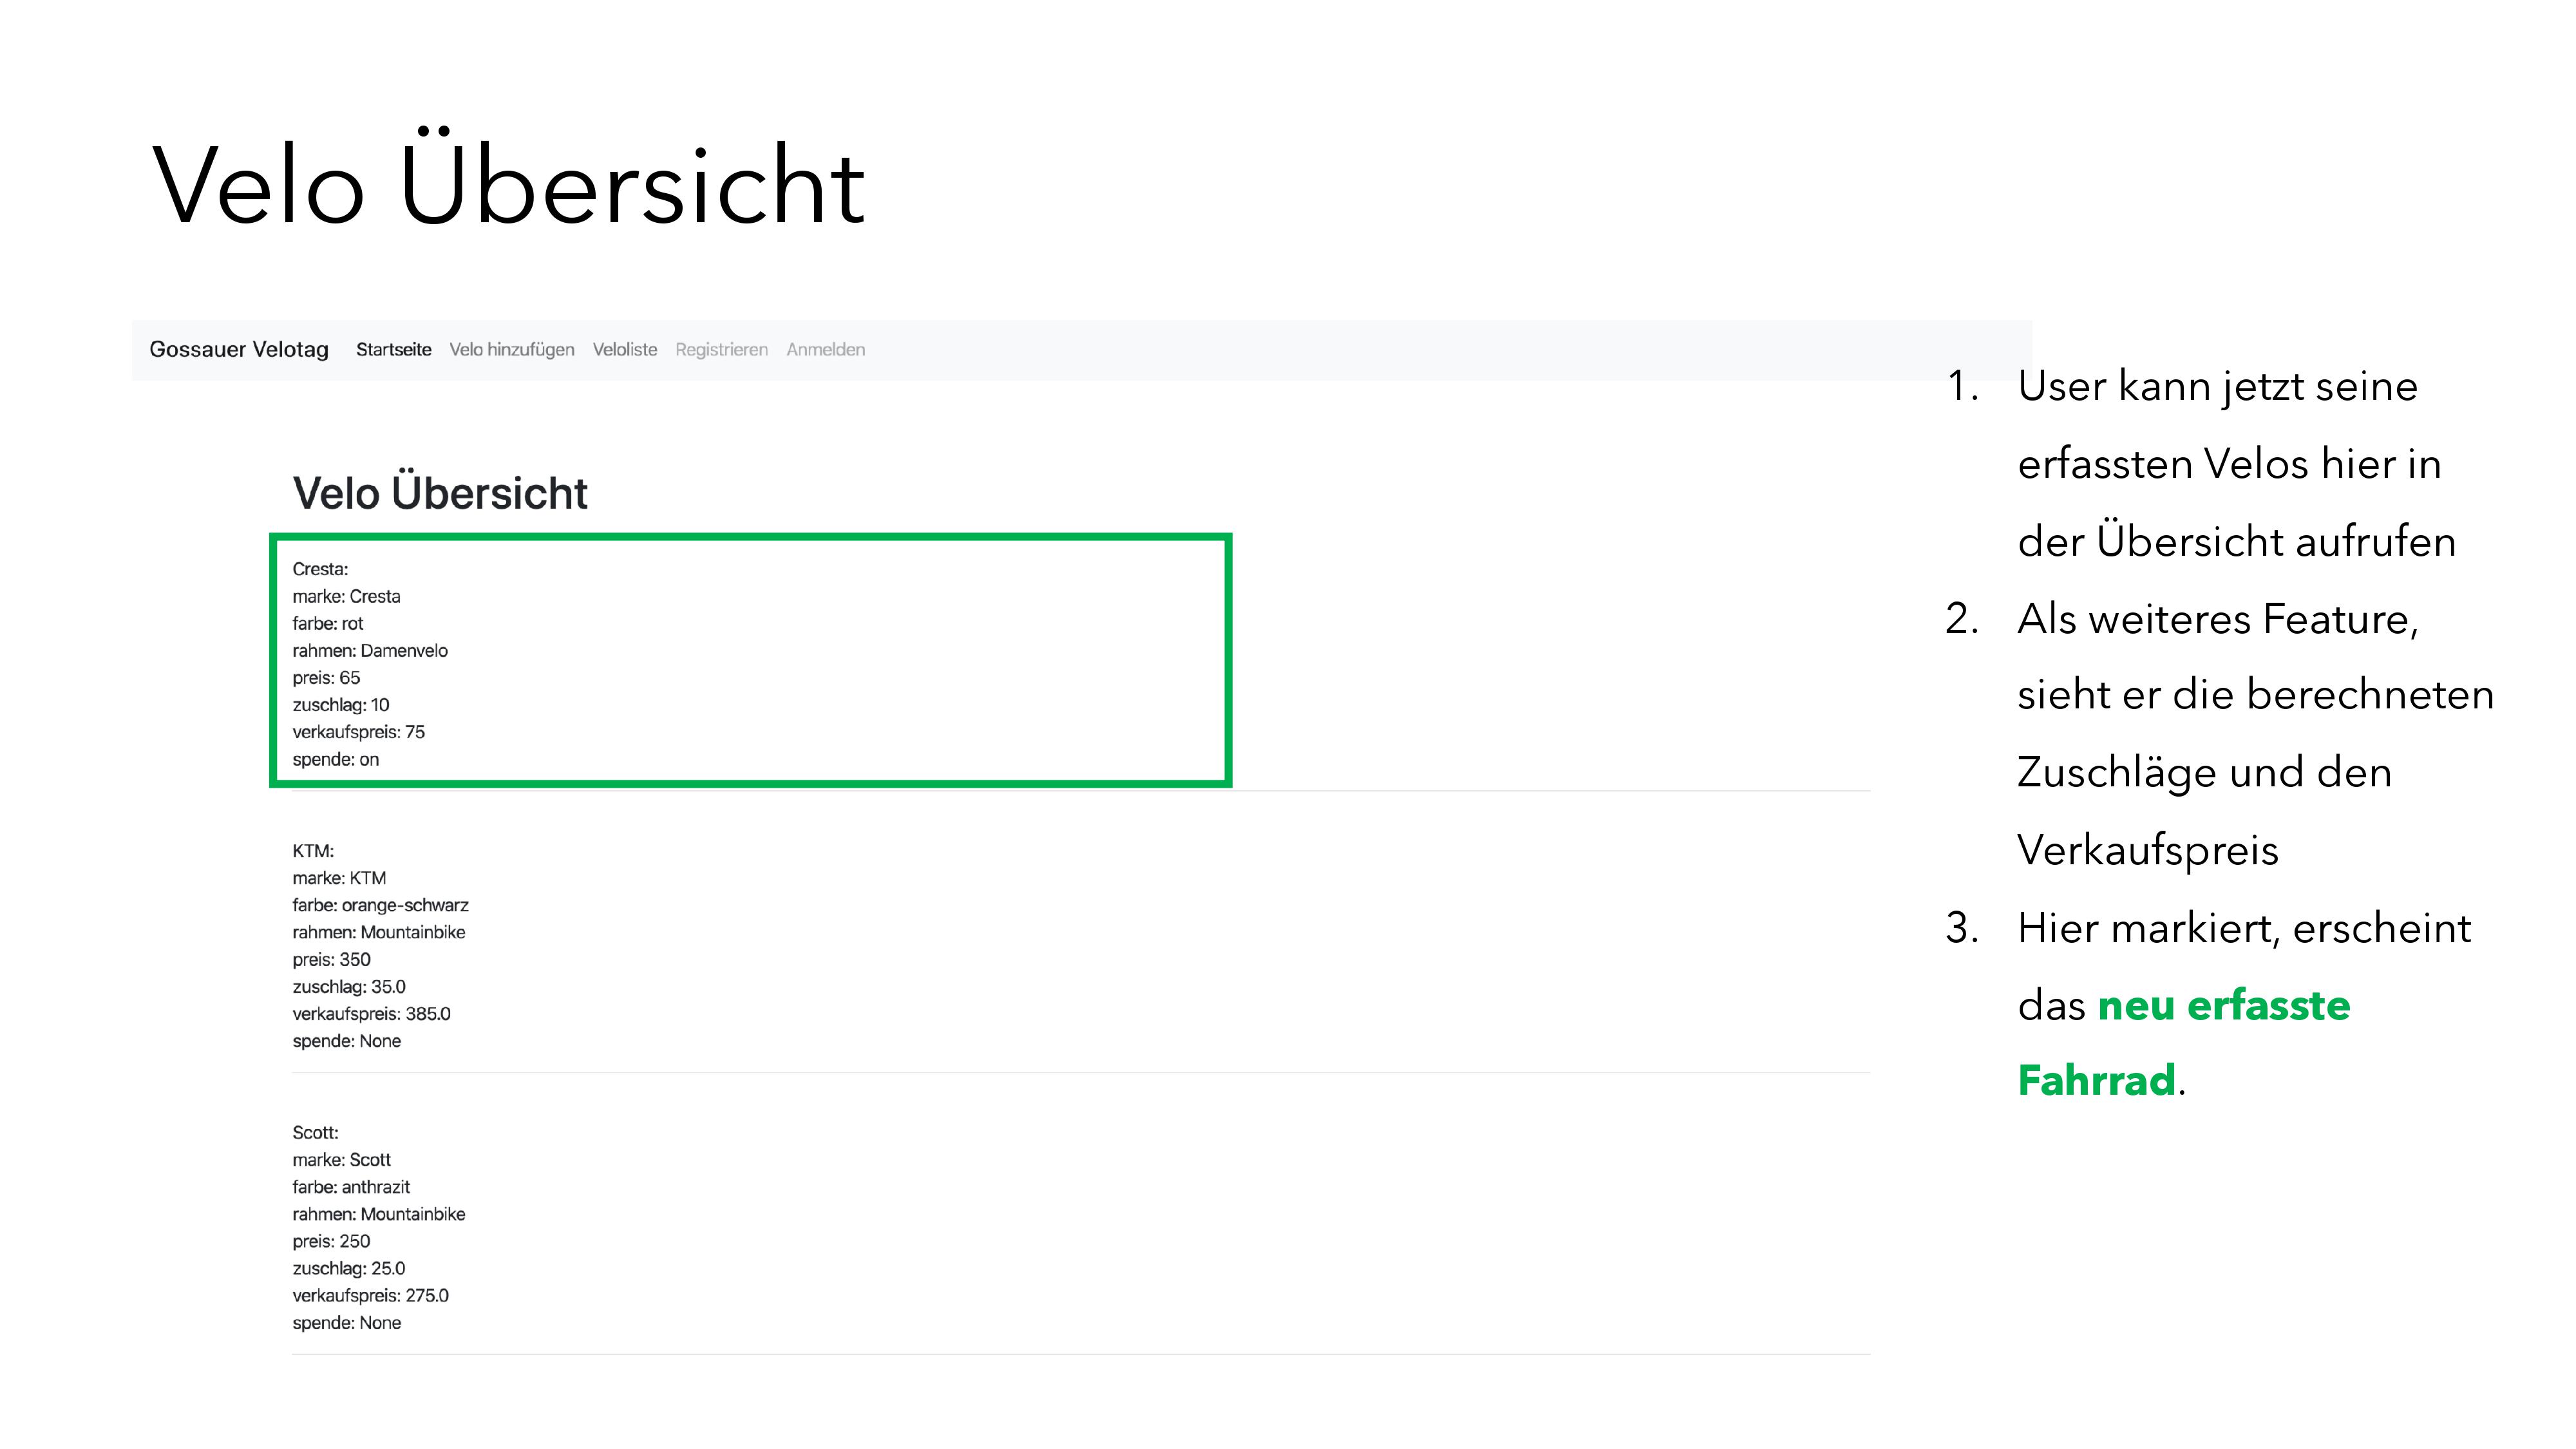 Velo Übersicht
Gossauer Velotag Startseite Velo hinzufügen Veloliste Registrieren Anmelden
Velo Übersicht
Cresta:
marke: Cresta
farbe: rot
rahmen: Damenvelo
preis: 65
zuschlag: 10
verkaufspreis: 75
spende: on
KTM:
marke: KTM
farbe: orange-schwarz
rahmen: Mountainbike
preis: 350
zuschlag: 35.0
verkaufspreis: 385.0
spende: None
Scott:
marke: Scott
farbe: anthrazit
rahmen: Mountainbike
preis: 250
zuschlag: 25.0
verkaufspreis: 275.0
spende: None
1. User kann jetzt seine
erfassten Velos hier in
der Übersicht aufrufen
2. Als weiteres Feature,
sieht er die berechneten
Zuschläge und den
Verkaufspreis
3. Hier markiert, erscheint
das neu erfasste
Fahrrad.